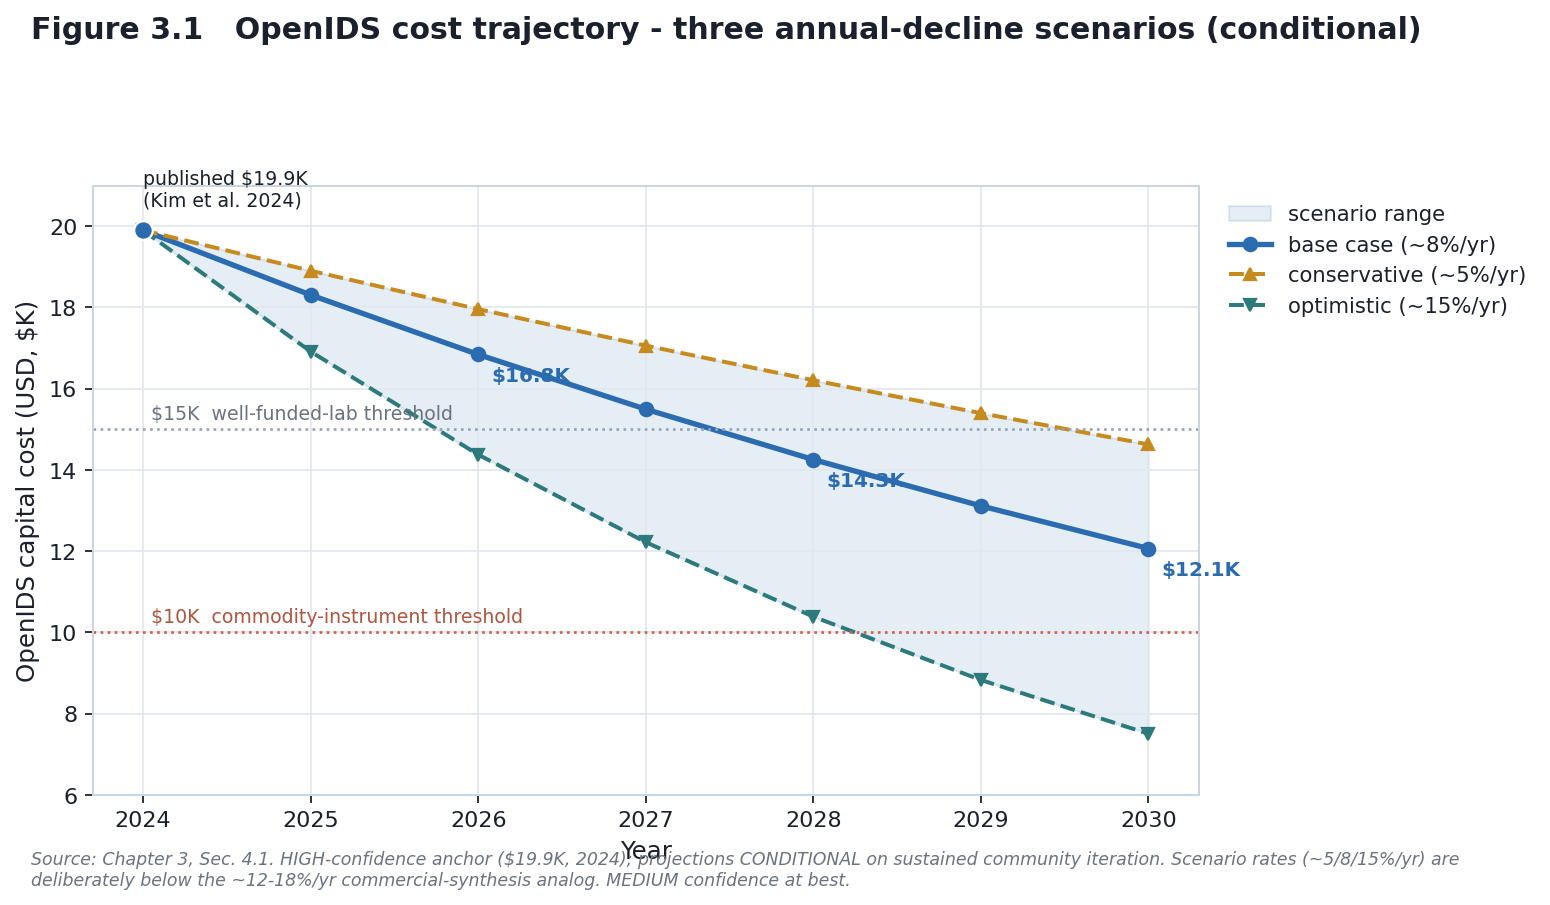 Figure 3.1   OpenIDS cost trajectory - three annual-decline scenarios (conditional)
published $19.9K
(Kim et al. 2024)
scenario range
base case (~8%/yr)
conservative (~5%/yr)
optimistic (~15%/yr)
OpenIDS capital cost (USD, $K)
20
18
16
14
12
10
8
6
$16.8K
$15K  well-funded-lab threshold
$14.3K
$12.1K
$10K  commodity-instrument threshold
2024
2025
2026
2027
2028
2029
2030
Year
Source: Chapter 3, Sec. 4.1. HIGH-confidence anchor ($19.9K, 2024); projections CONDITIONAL on sustained community iteration. Scenario rates (~5/8/15%/yr) are
deliberately below the ~12-18%/yr commercial-synthesis analog. MEDIUM confidence at best.